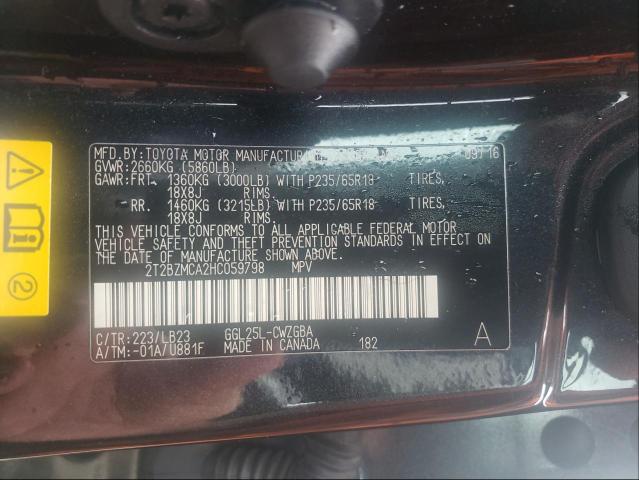 MFD.BY: TOYOTA MOTOR MANUFACTUR 09/16
GVWR:2660KG (5860LB)
GAWR:FRT. 1360KG (3000LB) WITH P235/65R18 TIRES,
18X8J RIMS.
RR. 1460KG (3215LB) WITH P235/65R18 TIRES,
18X8J RIMS.
THIS VEHICLE CONFORMS TO ALL APPLICABLE FEDERAL MOTOR
VEHICLE SAFETY AND THEFT PREVENTION STANDARDS IN EFFECT ON
THE DATE OF MANUFACTURE SHOWN ABOVE.
2T2BZMCA2HC059798 MPV
C/TR:223/LB23 GGL25L-CWZGBA
A/TM:-01A/U881F MADE IN CANADA 182 A
2